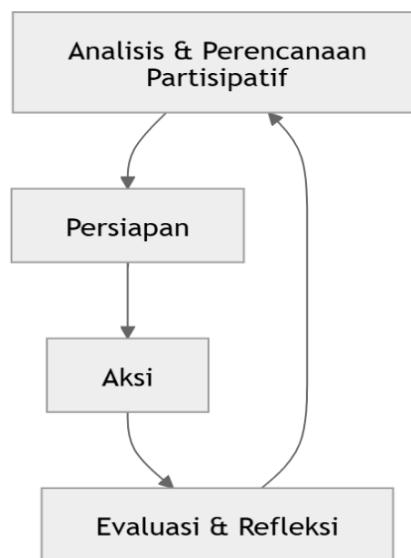 Analisis & Perencanaan
Partisipatif
Persiapan
Aksi
Evaluasi & Refleksi